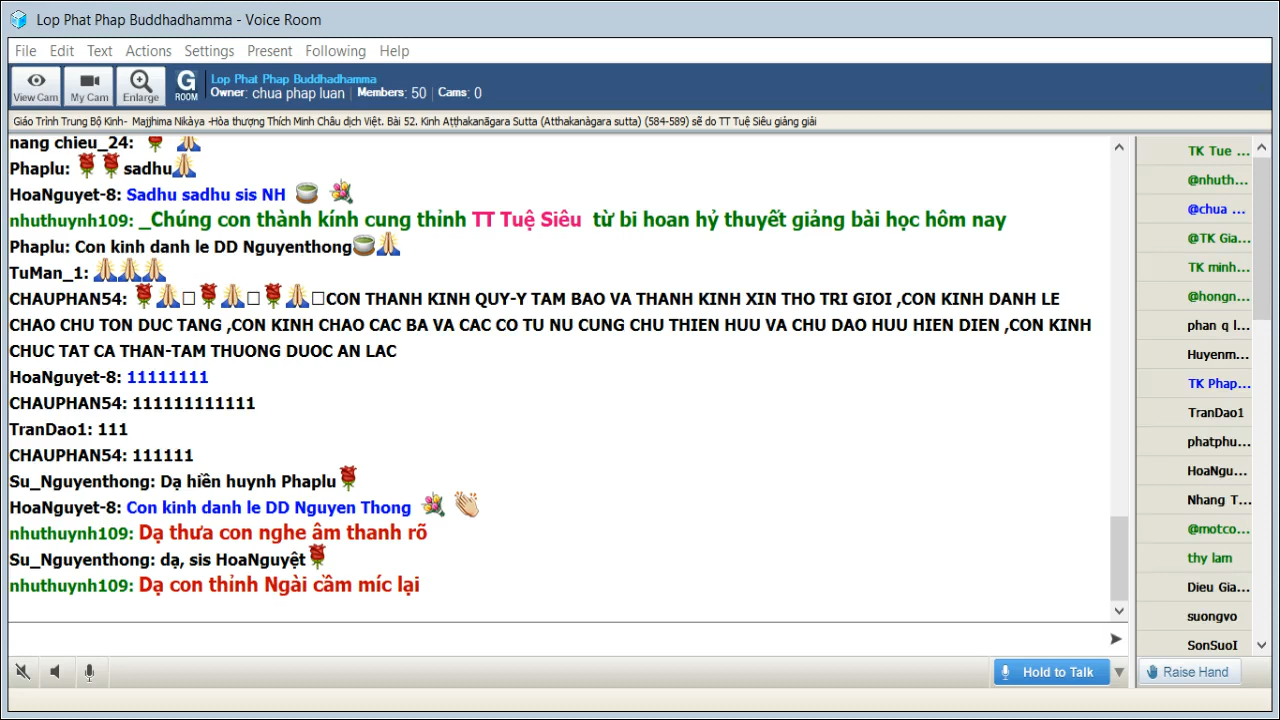 Lop Phat Phap Buddhadhamma - Voice Room
File Edit Text Actions Settings Present Following Help
View Cam My Cam Enlarge G ROOM
Lop Phat Phap Buddhadhamma
Owner: chua phap luan Members: 50 Cams: 0
Giáo Trình Trung Bộ Kinh- Majjhima Nikàya -Hòa thượng Thích Minh Châu dịch Việt. Bài 52. Kinh Aṭṭhakanāgara Sutta (Atthakanàgara sutta) (584-589) sẽ do TT Tuệ Siêu giảng giải
nang chieu_24:
Phaplu: sadhu
HoaNguyet-8: Sadhu sadhu sis NH
nhuthuynh109: _Chúng con thành kính cung thỉnh TT Tuệ Siêu từ bi hoan hỷ thuyết giảng bài học hôm nay
Phaplu: Con kinh danh le DD Nguyenthong
TuMan_1:
CHAUPHAN54: CON THANH KINH QUY-Y TAM BAO VA THANH KINH XIN THO TRI GIOI ,CON KINH DANH LE
CHAO CHU TON DUC TANG ,CON KINH CHAO CAC BA VA CAC CO TU NU CUNG CHU THIEN HUU VA CHU DAO HUU HIEN DIEN ,CON KINH
CHUC TAT CA THAN-TAM THUONG DUOC AN LAC
HoaNguyet-8: 11111111
CHAUPHAN54: 111111111111
TranDao1: 111
CHAUPHAN54: 111111
Su_Nguyenthong: Dạ hiền huynh Phaplu
HoaNguyet-8: Con kinh danh le DD Nguyen Thong
nhuthuynh109: Dạ thưa con nghe âm thanh rõ
Su_Nguyenthong: dạ, sis HoaNguyệt
nhuthuynh109: Dạ con thỉnh Ngài cầm míc lại
TK Tue ...
@nhuth...
@chua ...
@TK Gia...
TK minh...
@hongn...
phan q l...
Huyenm...
TK Phap...
TranDao1
phatphu...
HoaNgu...
Nhang T...
@motco...
thy lam
Dieu Gia...
suongvo
SonSuoI
Hold to Talk
Raise Hand